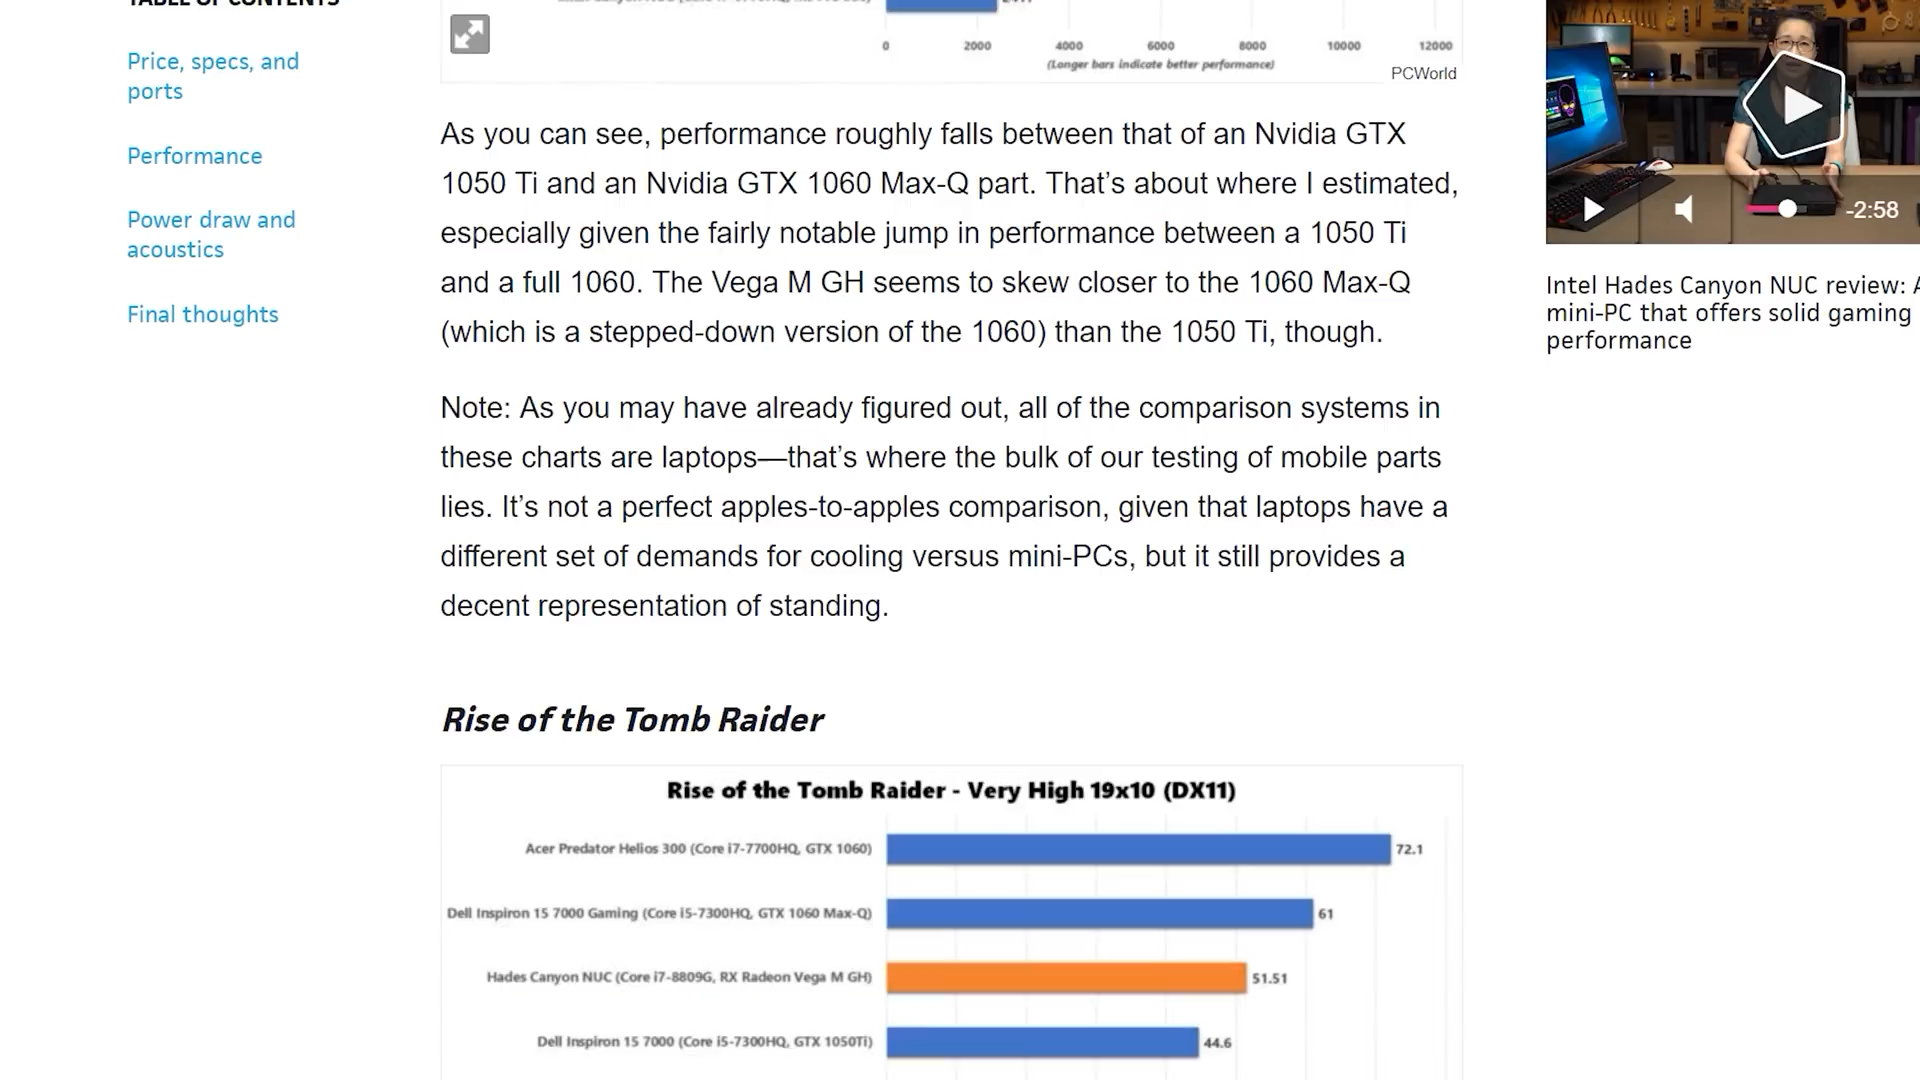 TABLE OF CONTENTS
Price, specs, and
ports
Performance
Power draw and
acoustics
Final thoughts
0 2000 4000 6000 8000 10000 12000
(Longer bars indicate better performance)
PCWorld
As you can see, performance roughly falls between that of an Nvidia GTX
1050 Ti and an Nvidia GTX 1060 Max-Q part. That’s about where I estimated,
especially given the fairly notable jump in performance between a 1050 Ti
and a full 1060. The Vega M GH seems to skew closer to the 1060 Max-Q
(which is a stepped-down version of the 1060) than the 1050 Ti, though.
Note: As you may have already figured out, all of the comparison systems in
these charts are laptops—that’s where the bulk of our testing of mobile parts
lies. It’s not a perfect apples-to-apples comparison, given that laptops have a
different set of demands for cooling versus mini-PCs, but it still provides a
decent representation of standing.
Rise of the Tomb Raider
Rise of the Tomb Raider - Very High 19x10 (DX11)
Acer Predator Helios 300 (Core i7-7700HQ, GTX 1060) 72.1
Dell Inspiron 15 7000 Gaming (Core i5-7300HQ, GTX 1060 Max-Q) 61
Hades Canyon NUC (Core i7-8809G, RX Radeon Vega M GH) 51.51
Dell Inspiron 15 7000 (Core i5-7300HQ, GTX 1050Ti) 44.6
-2:58
Intel Hades Canyon NUC review: A
mini-PC that offers solid gaming
performance